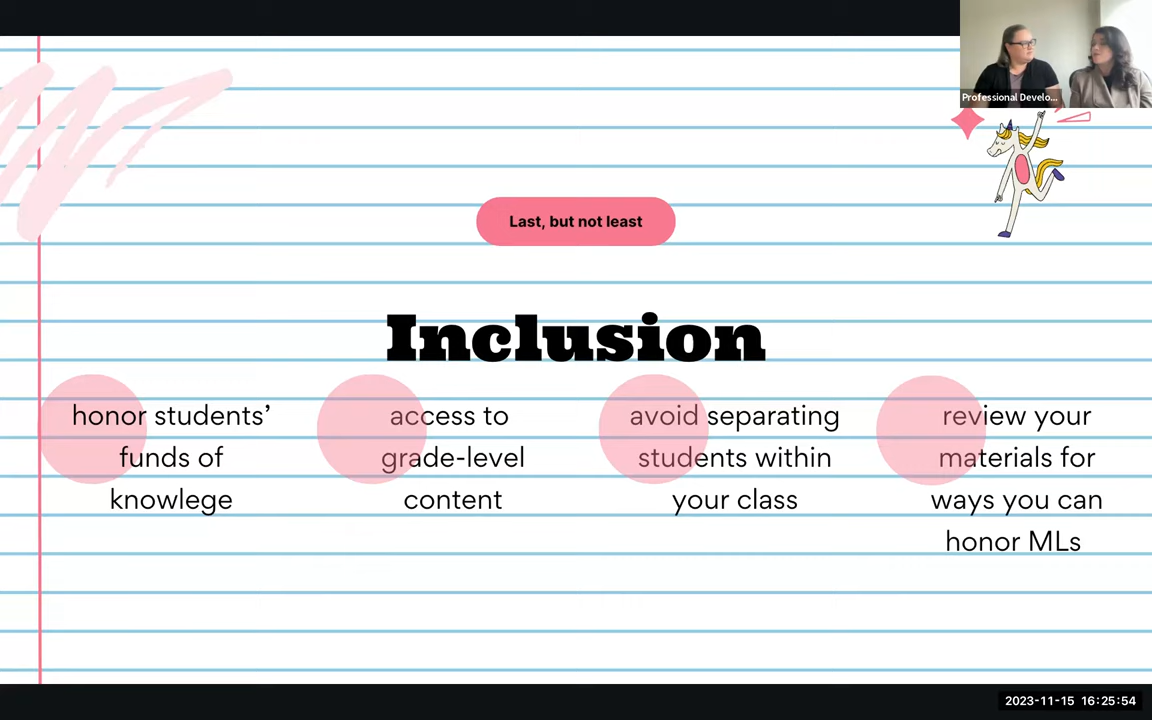 Professional Develo...
Last, but not least
Inclusion
honor students’
funds of
knowlege
access to
grade-level
content
avoid separating
students within
your class
review your
materials for
ways you can
honor MLs
2023-11-15 16:25:54